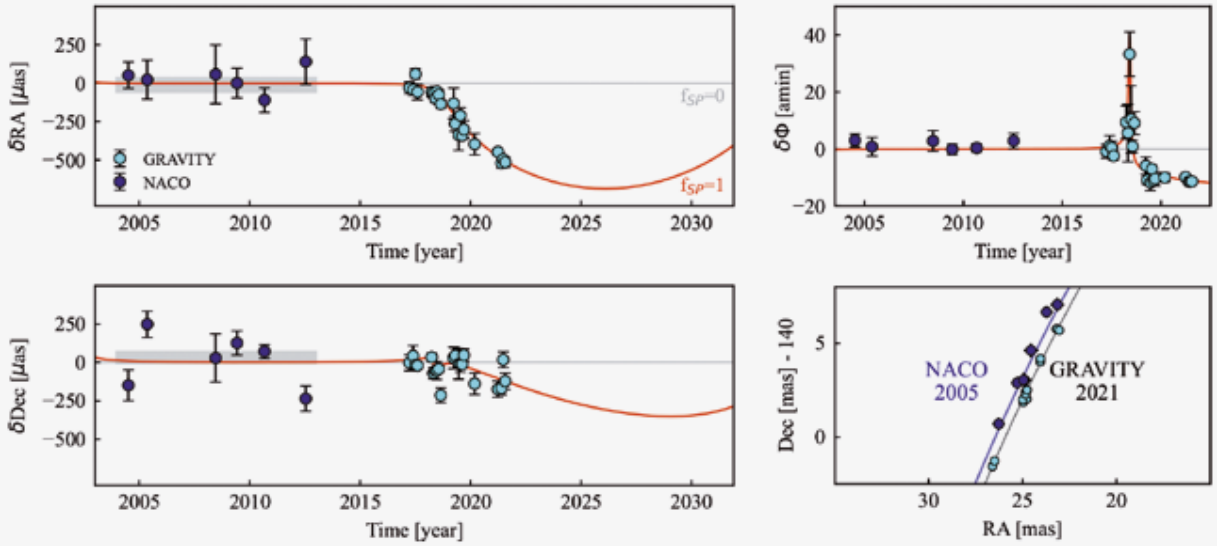 250
0
−250
−500
δRA [μas]
GRAVITY
NACO
f_SP=0
f_SP=1
2005 2010 2015 2020 2025 2030
Time [year]
40
20
0
−20
δΦ [amin]
2005 2010 2015 2020
Time [year]
250
0
−250
−500
δDec [μas]
2005 2010 2015 2020 2025 2030
Time [year]
5
0
Dec [mas] - 140
NACO
2005
GRAVITY
2021
30 25 20
RA [mas]